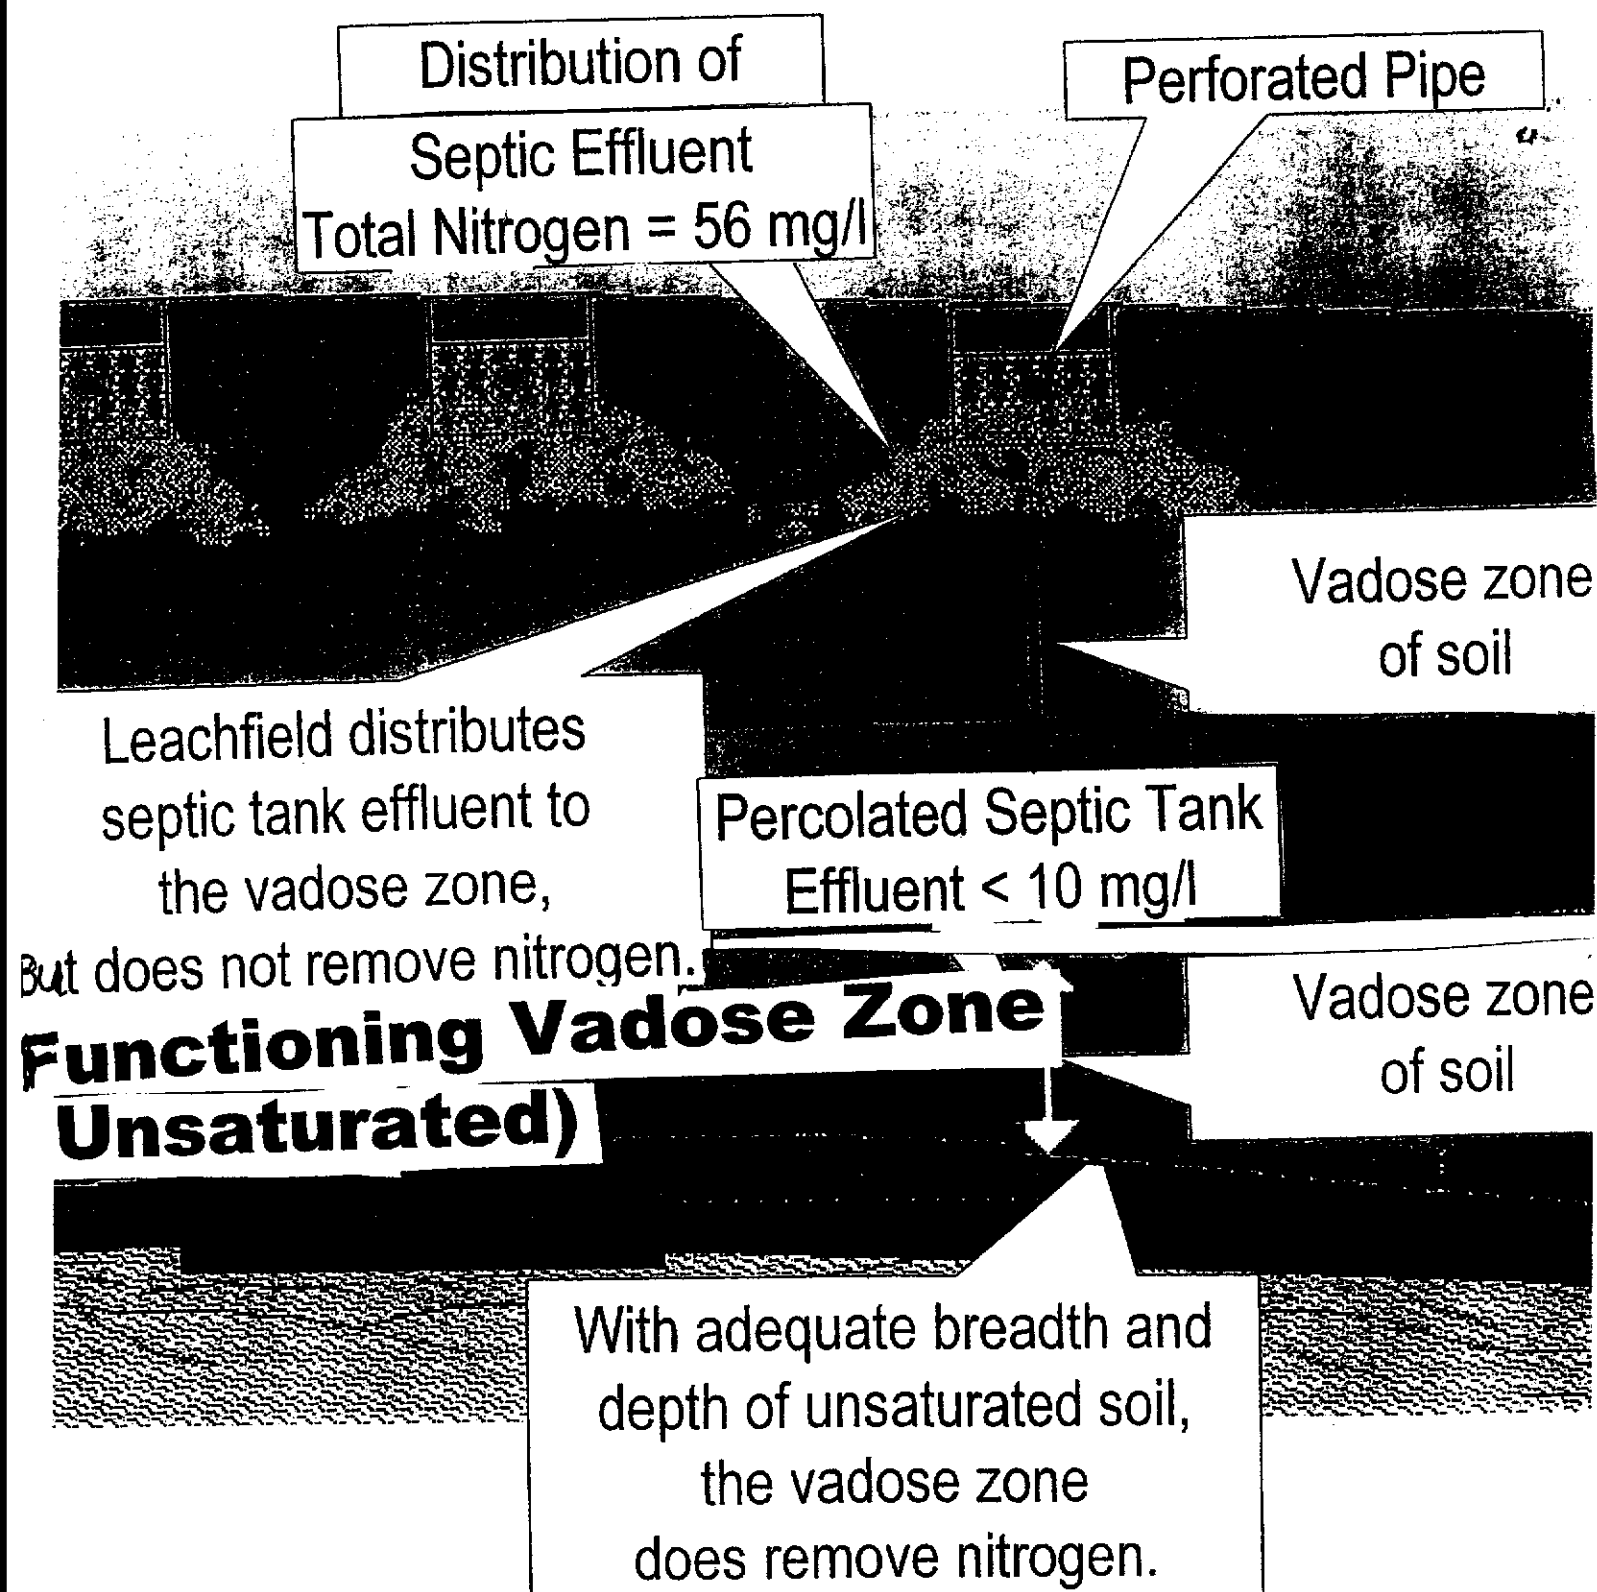 Distribution of
Septic Effluent
Total Nitrogen = 56 mg/l
Perforated Pipe
Vadose zone
of soil
Leachfield distributes
septic tank effluent to
the vadose zone,
But does not remove nitrogen.
Percolated Septic Tank
Effluent < 10 mg/l
Functioning Vadose Zone
Unsaturated)
Vadose zone
of soil
With adequate breadth and
depth of unsaturated soil,
the vadose zone
does remove nitrogen.